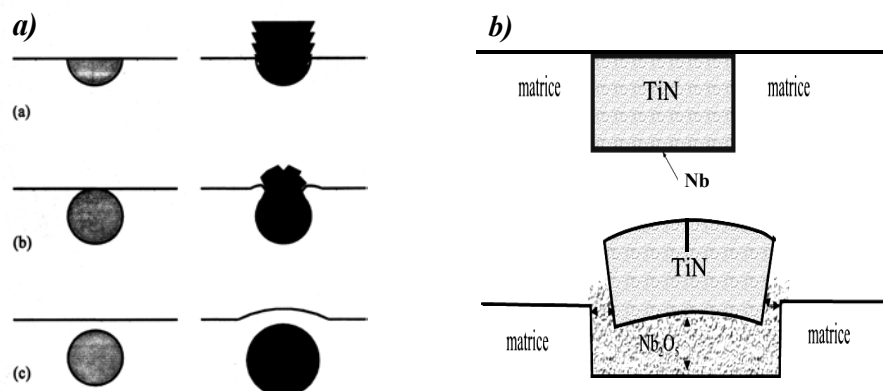 a)
(a)
(b)
(c)
b)
matrice
TiN
matrice
Nb
TiN
matrice
Nb₂O₅
matrice